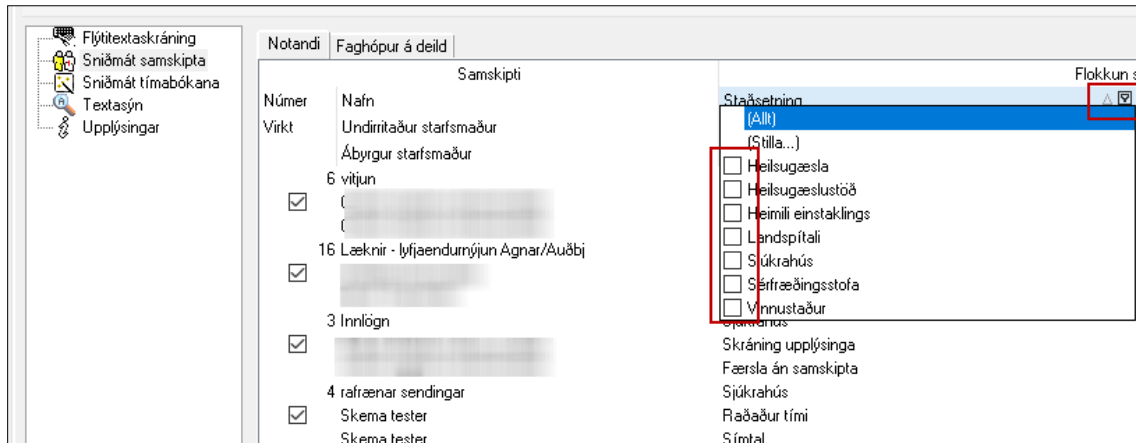 Flýtitextaskráning
Sniðmát samskipta
Sniðmát tímabókana
Textasýn
Upplýsingar
Notandi
Faghópur á deild
Samskipti
Flokkun s
Númer
Nafn
Staðsetning
Virkt
Undirritaður starfsmaður
Ábyrgur starfsmaður
(Allt)
(Stilla...)
Heilsugæsla
Heilsugæslustöð
Heimili einstaklings
Landspítali
Sjúkrahús
Sérfræðingsstofa
Vinnustaður
6 vitjun
16 Læknir - lyfjaendurnýjun Agnar/Auðbj
3 Innlögn
Sjúkrahús
Skráning upplýsinga
Færsla án samskipta
4 rafrænar sendingar
Sjúkrahús
Skema tester
Raðaður tími
Skema tester
Símtal